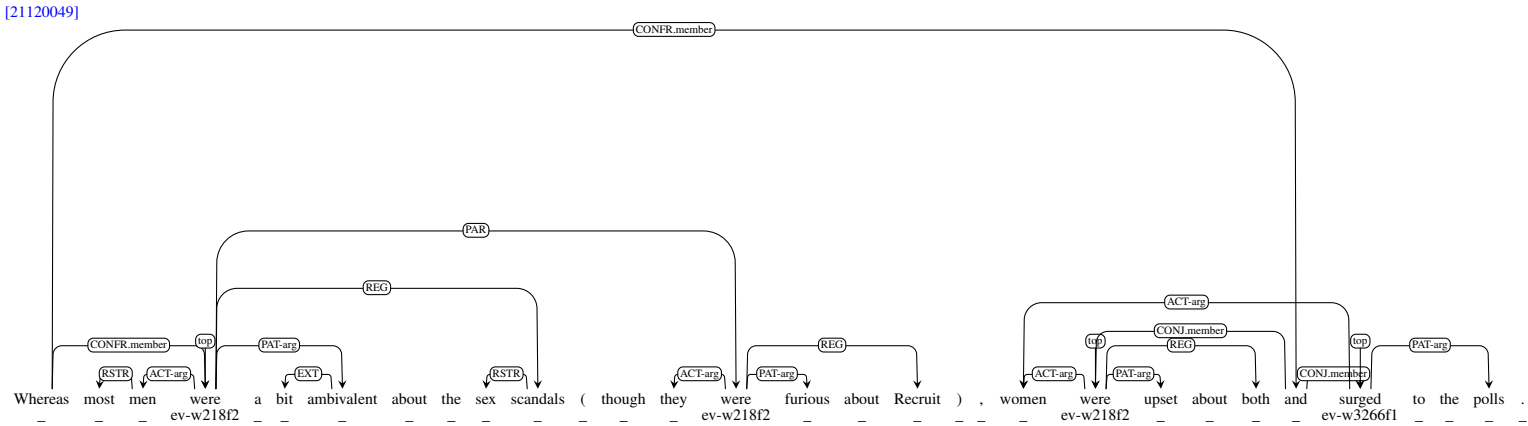 [21120049]
CONFR.member
PAR
REG
ACT-arg
CONJ.member
CONFR.member top PAT-arg REG top REG top PAT-arg
RSTR ACT-arg EXT RSTR ACT-arg PAT-arg ACT-arg PAT-arg CONJ.member
Whereas most men were a bit ambivalent about the sex scandals ( though they were furious about Recruit ) , women were upset about both and surged to the polls .
_ _ _ ev-w218f2 _ _ _ _ _ _ _ _ _ _ ev-w218f2 _ _ _ _ _ _ ev-w218f2 _ _ _ _ ev-w3266f1 _ _ _ _